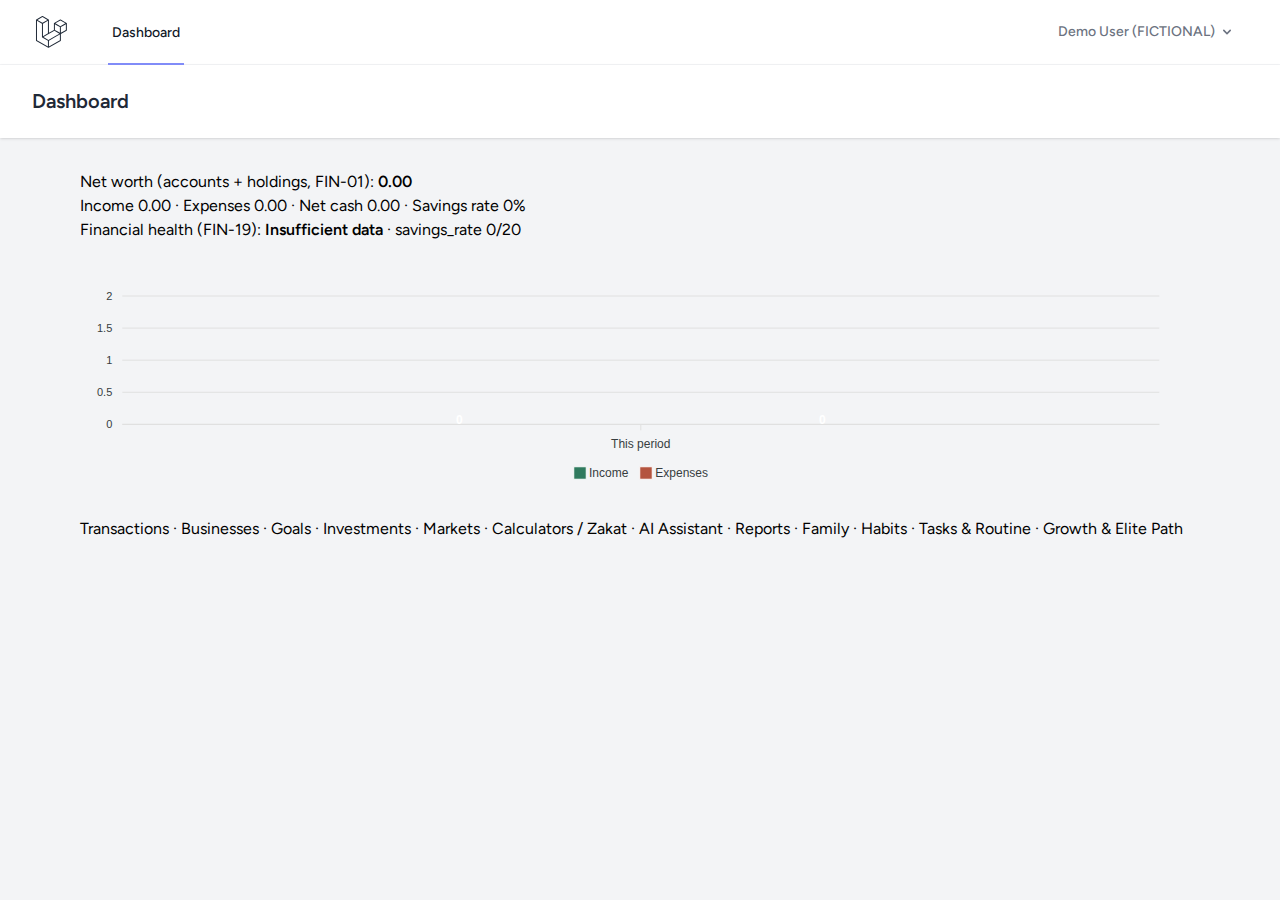 Dashboard
Demo User (FICTIONAL)
Dashboard
Net worth (accounts + holdings, FIN-01): 0.00
Income 0.00 · Expenses 0.00 · Net cash 0.00 · Savings rate 0%
Financial health (FIN-19): Insufficient data · savings_rate 0/20
2
1.5
1
0.5
0
0
0
This period
Income
Expenses
Transactions · Businesses · Goals · Investments · Markets · Calculators / Zakat · AI Assistant · Reports · Family · Habits · Tasks & Routine · Growth & Elite Path